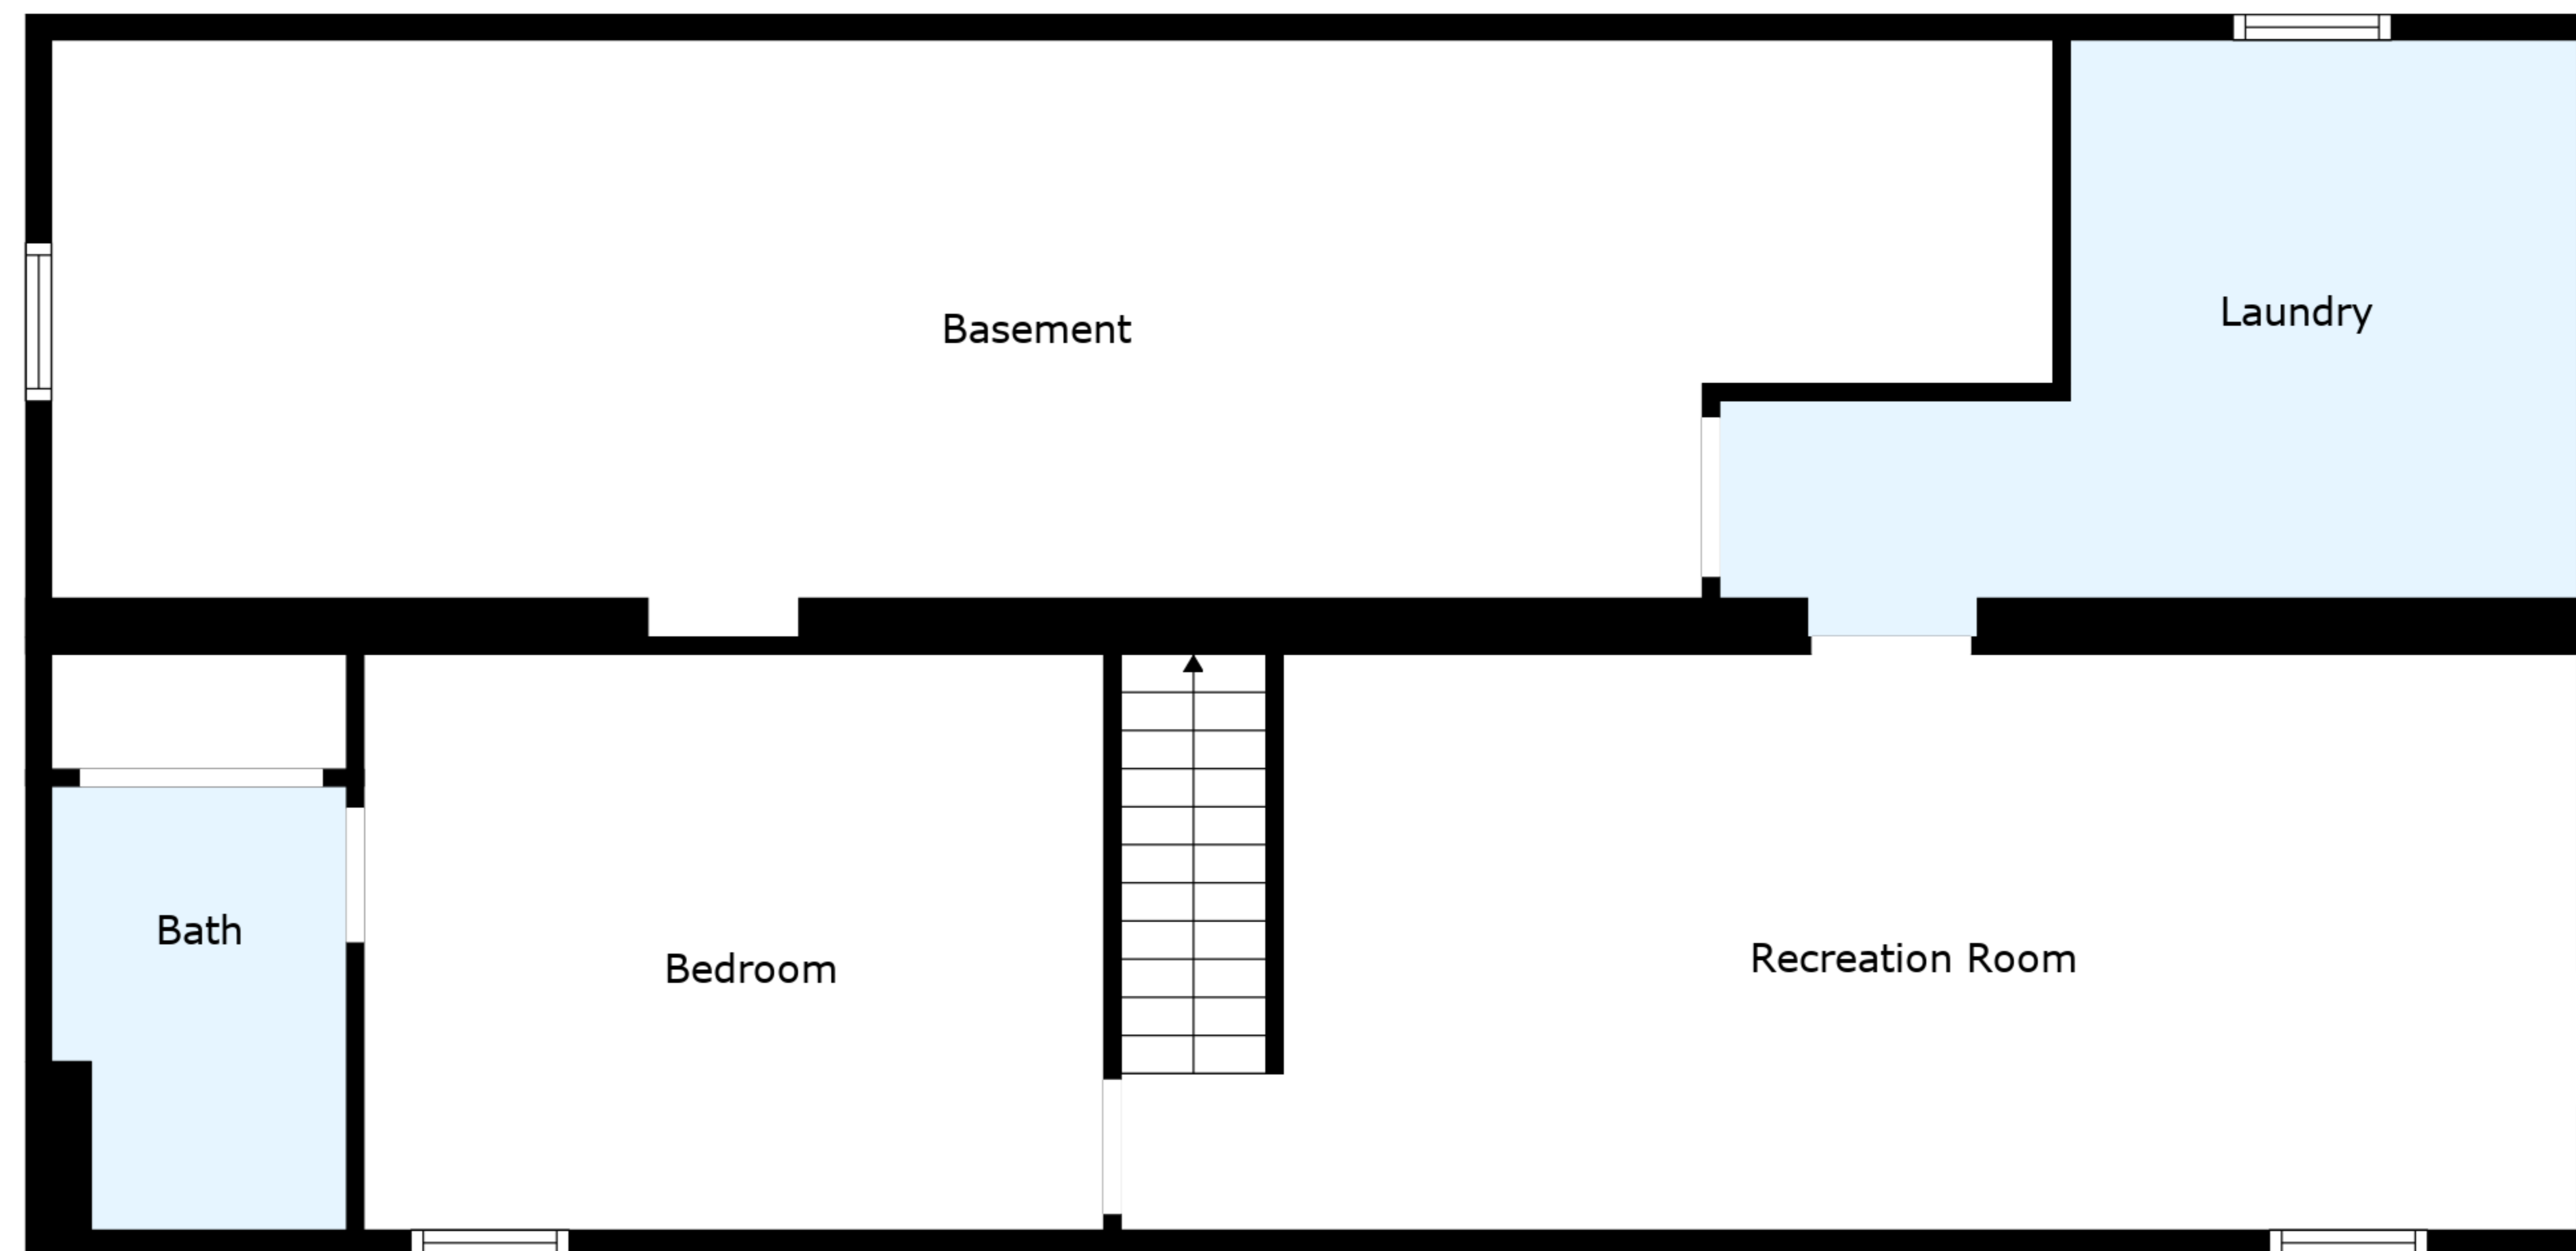 Laundry
Basement
Bath
Recreation Room
Bedroom